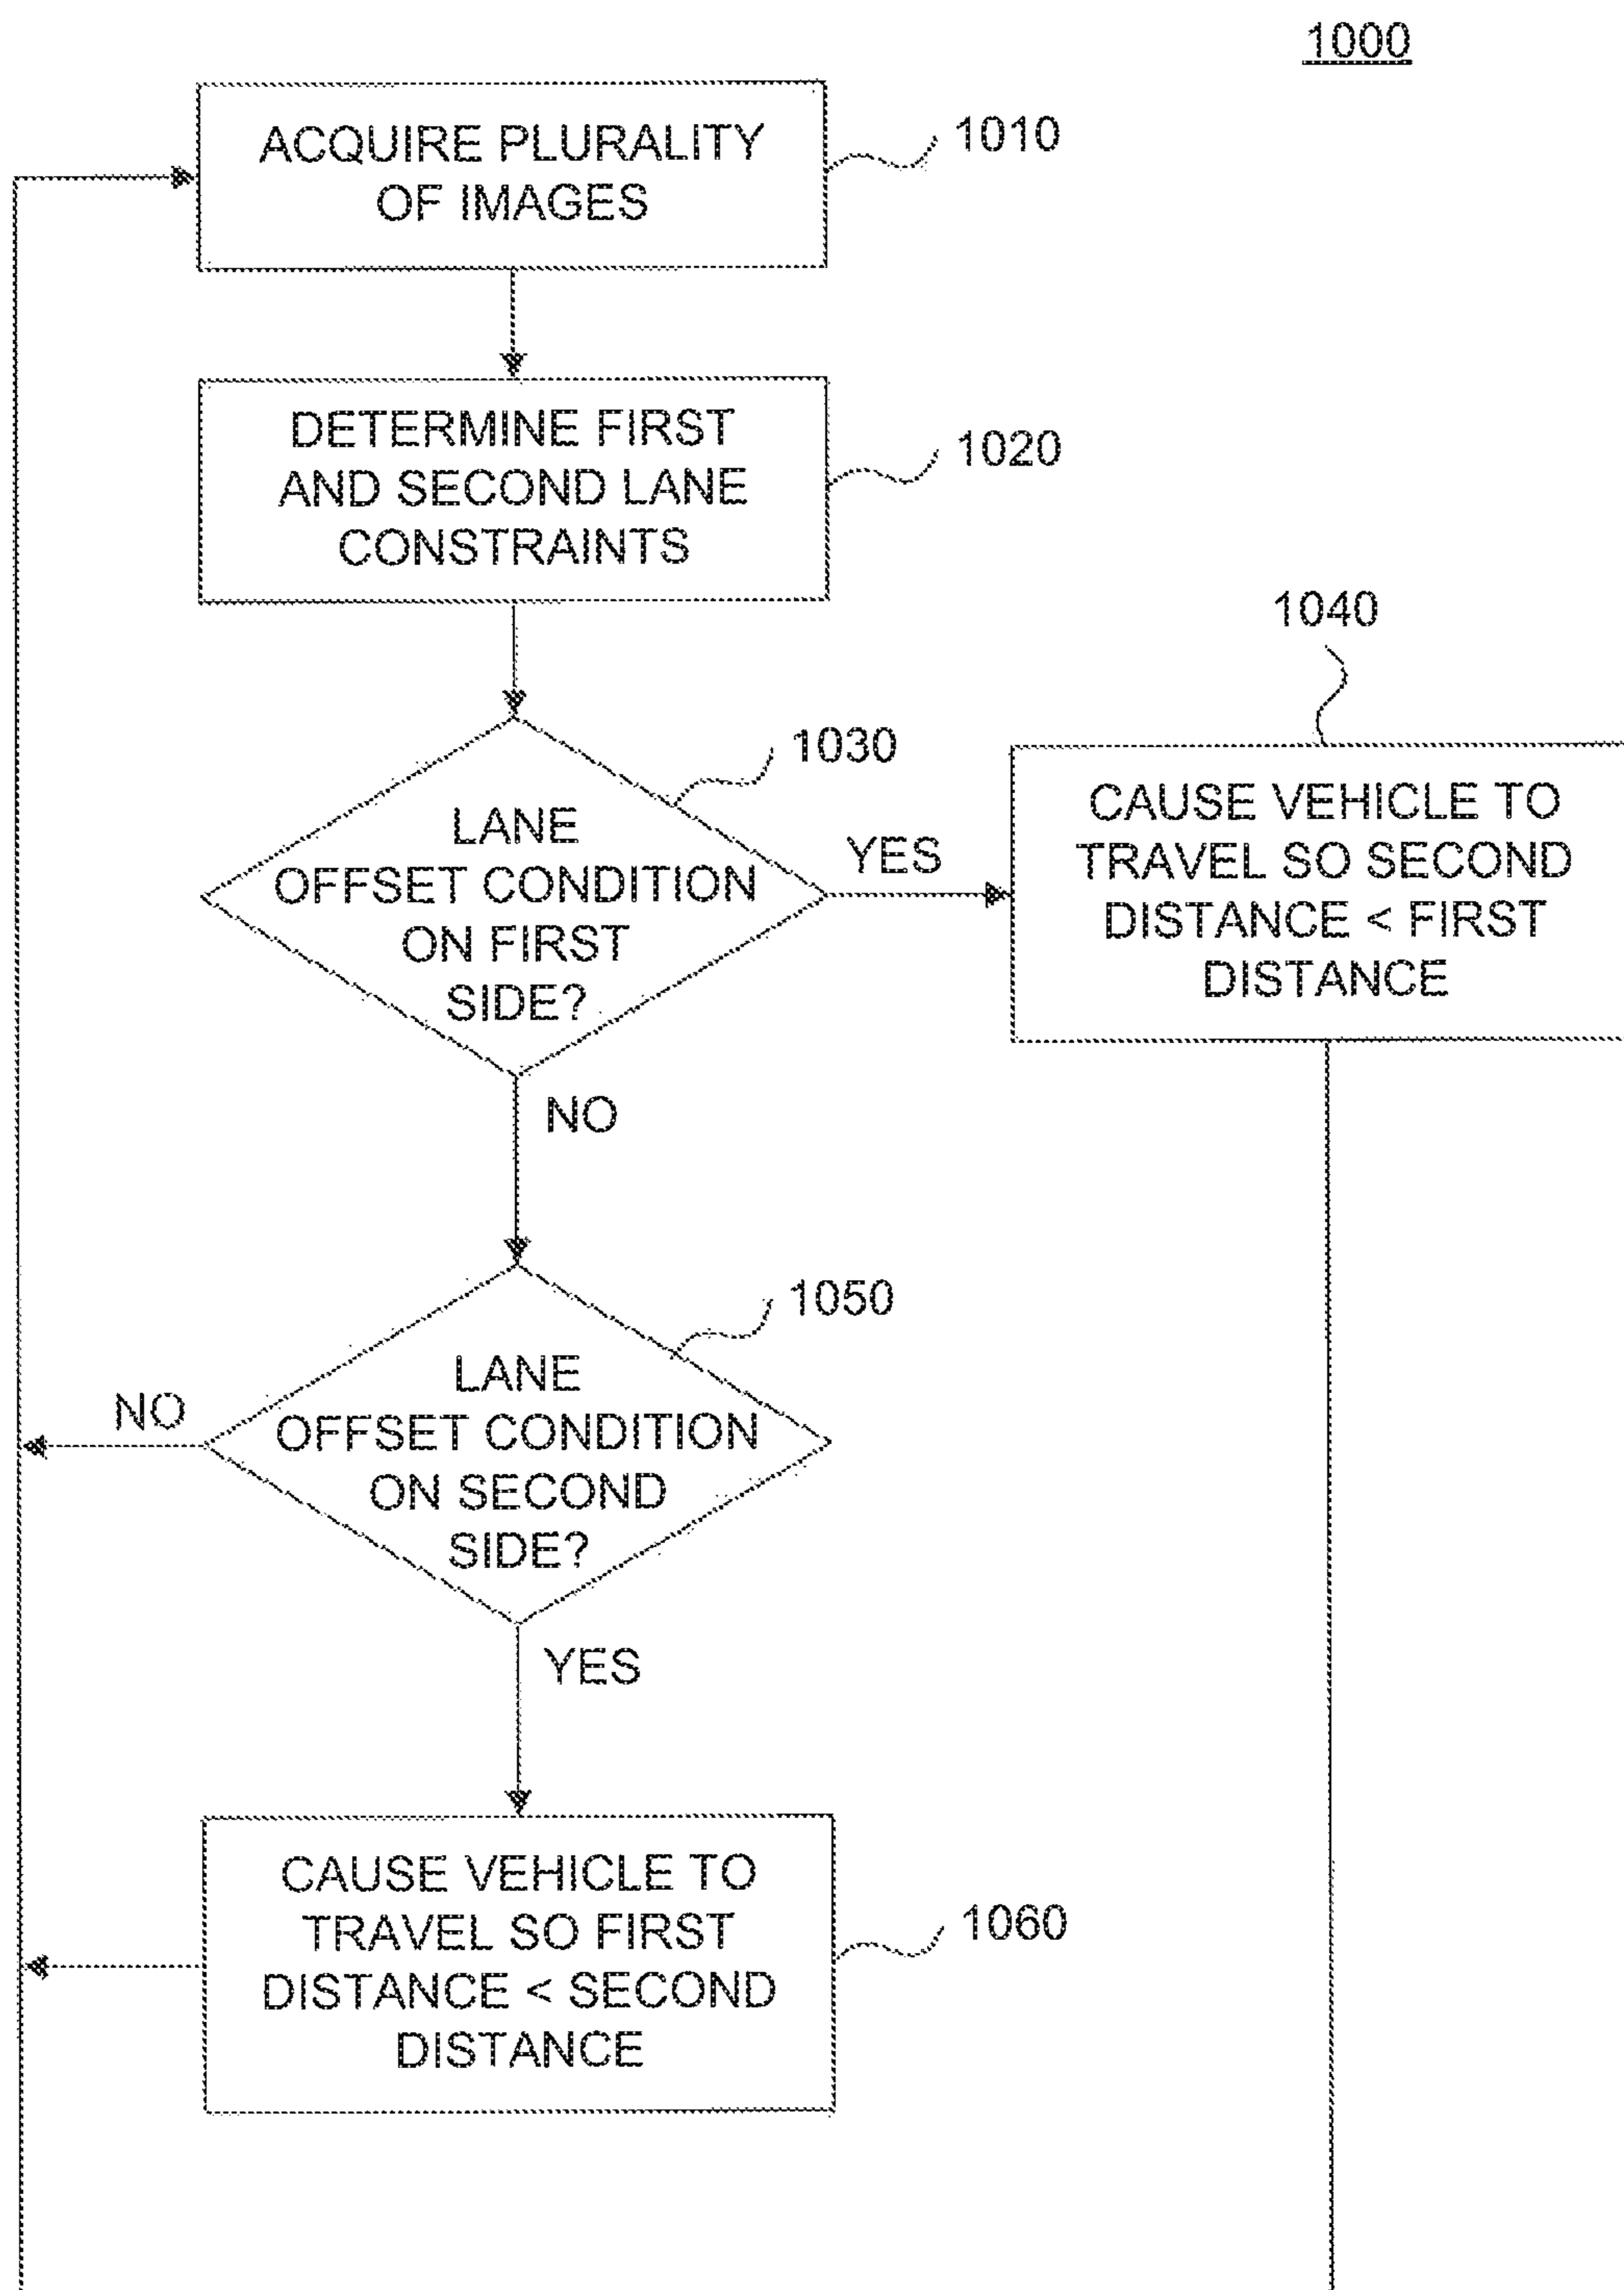 1000
ACQUIRE PLURALITY
OF IMAGES
1010
DETERMINE FIRST
AND SECOND LANE
CONSTRAINTS
1020
LANE
OFFSET CONDITION
ON FIRST
SIDE?
1030
YES
1040
CAUSE VEHICLE TO
TRAVEL SO SECOND
DISTANCE < FIRST
DISTANCE
NO
LANE
OFFSET CONDITION
ON SECOND
SIDE?
1050
NO
YES
CAUSE VEHICLE TO
TRAVEL SO FIRST
DISTANCE < SECOND
DISTANCE
1060